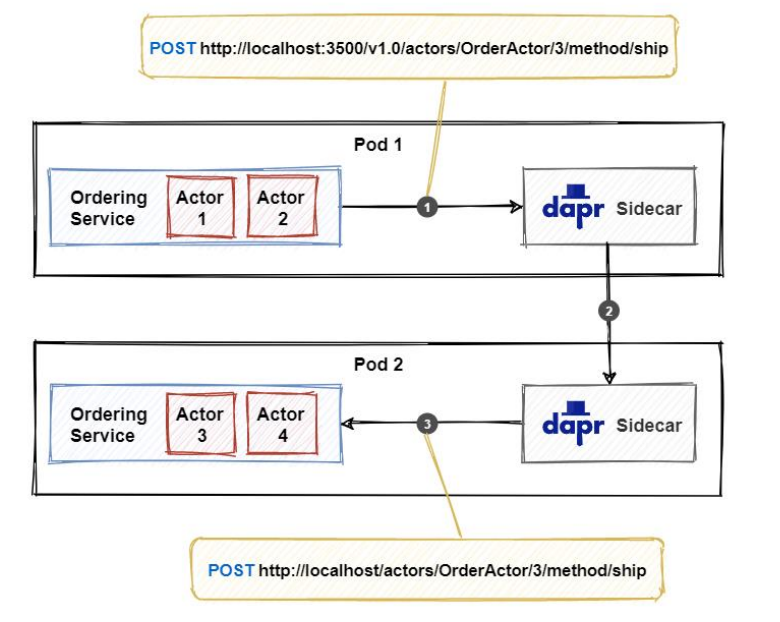 POST http://localhost:3500/v1.0/actors/OrderActor/3/method/ship
Pod 1
Ordering
Service
Actor
1
Actor
2
1
dapr Sidecar
2
Pod 2
Ordering
Service
Actor
3
Actor
4
3
dapr Sidecar
POST http://localhost/actors/OrderActor/3/method/ship